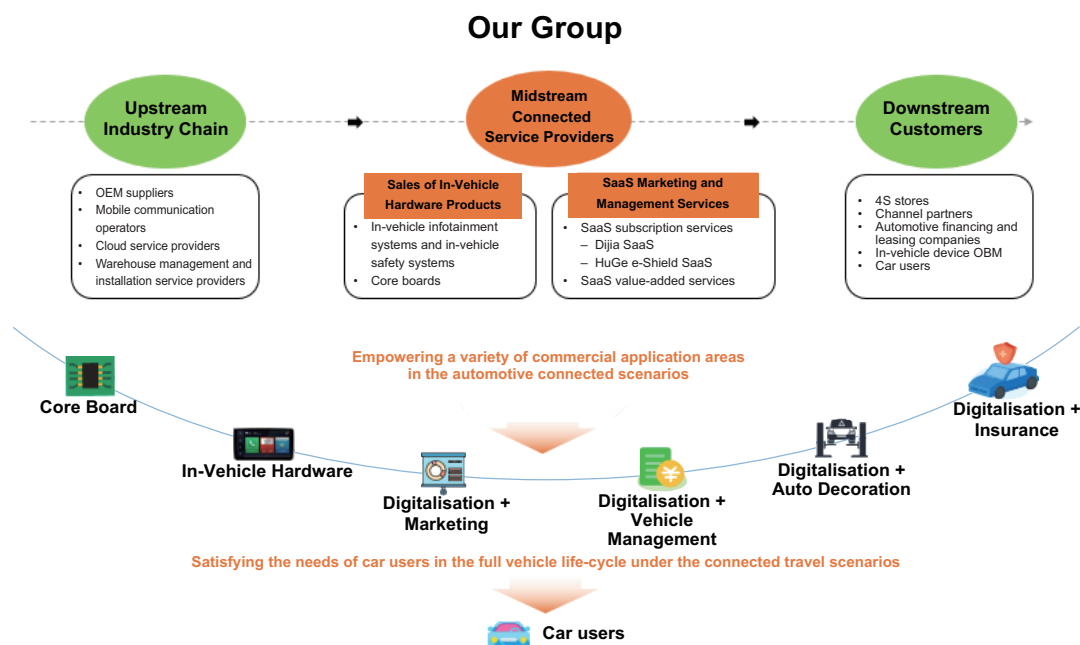 Our Group
Upstream
Industry Chain
Midstream
Connected
Service Providers
Downstream
Customers
• OEM suppliers
• Mobile communication
operators
• Cloud service providers
• Warehouse management and
installation service providers
Sales of In-Vehicle
Hardware Products
• In-vehicle infotainment
systems and in-vehicle
safety systems
• Core boards
SaaS Marketing and
Management Services
• SaaS subscription services
– Dijia SaaS
– HuGe e-Shield SaaS
• SaaS value-added services
• 4S stores
• Channel partners
• Automotive financing and
leasing companies
• In-vehicle device OBM
• Car users
Empowering a variety of commercial application areas
in the automotive connected scenarios
Core Board
In-Vehicle Hardware
Digitalisation +
Marketing
¥
Digitalisation +
Vehicle
Management
Digitalisation +
Auto Decoration
Digitalisation +
Insurance
Satisfying the needs of car users in the full vehicle life-cycle under the connected travel scenarios
Car users